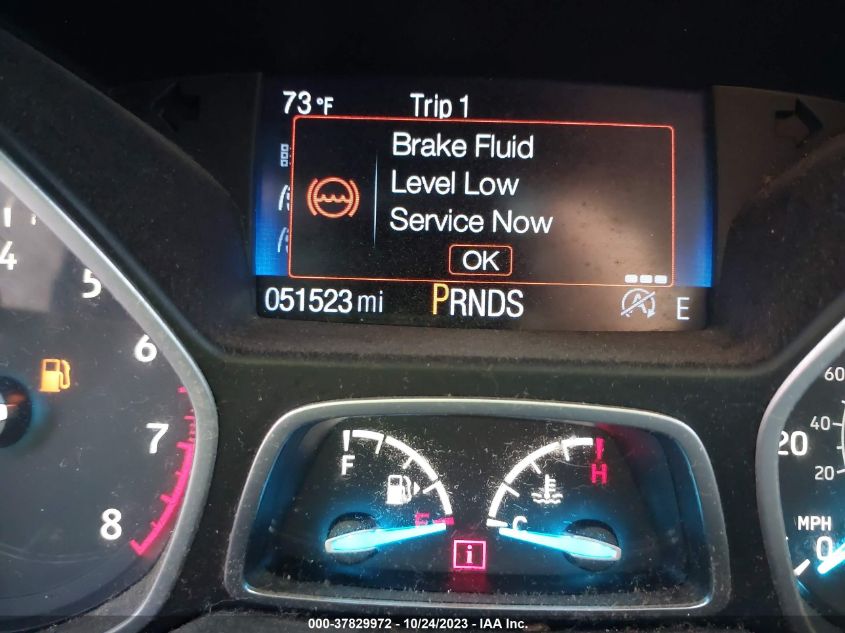 73 °F Trip 1
Brake Fluid
Level Low
Service Now
OK
051523 mi PRNDS A E
4
5
6
7
8
F
E
C
H
i
60
40
20
20
MPH
0
000-37829972 - 10/24/2023 - IAA Inc.